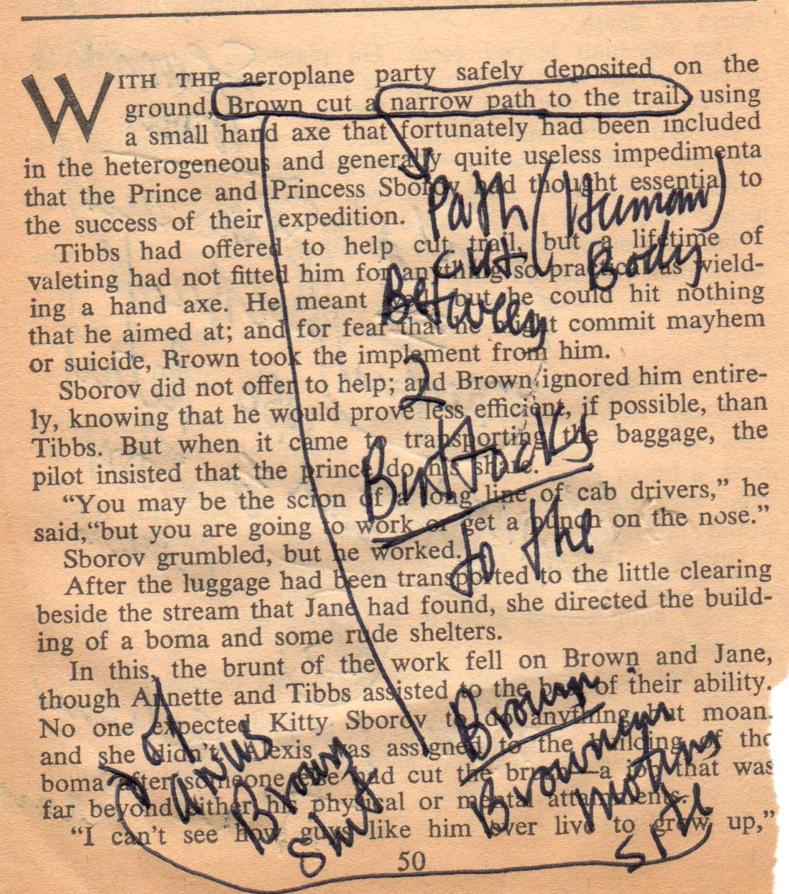 WITH THE aeroplane party safely deposited on the
ground, Brown cut a narrow path to the trail, using
a small hand axe that fortunately had been included
in the heterogeneous and generally quite useless impedimenta
that the Prince and Princess Sborov had thought essential to
the success of their expedition.
Tibbs had offered to help cut trail, but a lifetime of
valeting had not fitted him for anything so practical as wield-
ing a hand axe. He meant but he could hit nothing
that he aimed at; and for fear that he might commit mayhem
or suicide, Brown took the implement from him.
Sborov did not offer to help; and Brown ignored him entire-
ly, knowing that he would prove less efficient, if possible, than
Tibbs. But when it came to transporting the baggage, the
pilot insisted that the prince do his share.
“You may be the scion of a long line of cab drivers,” he
said,“but you are going to work or get a punch on the nose.”
Sborov grumbled, but he worked.
After the luggage had been transported to the little clearing
beside the stream that Jane had found, she directed the build-
ing of a boma and some rude shelters.
In this, the brunt of the work fell on Brown and Jane,
though Annette and Tibbs assisted to the best of their ability.
No one expected Kitty Sborov to do anything but moan.
and she didn't. Alexis was assigned to the building of the
boma after someone else had cut the brush—a job that was
far beyond either his physical or mental attainments.
“I can't see how guys like him ever live to grow up,”
50
Path (Human)
cut Body
Between
2
Buttocks
to the
Brown
Brownym
motions
site
of
anus
Brown
Shit